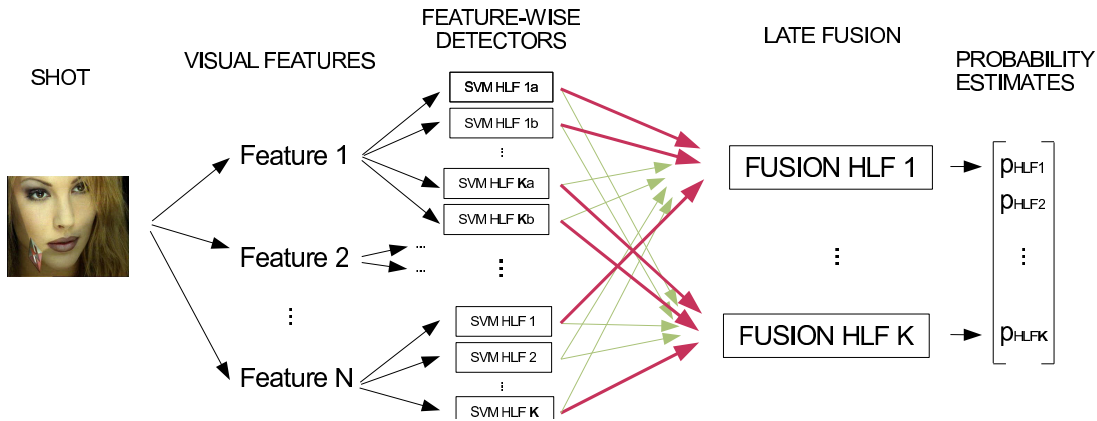 SHOT
VISUAL FEATURES
FEATURE-WISE
DETECTORS
LATE FUSION
PROBABILITY
ESTIMATES
Feature 1
Feature 2
...
Feature N
SVM HLF 1a
SVM HLF 1b
...
SVM HLF Ka
SVM HLF Kb
...
...
...
SVM HLF 1
SVM HLF 2
...
SVM HLF K
FUSION HLF 1
...
FUSION HLF K
pHLF1
pHLF2
...
pHLFK